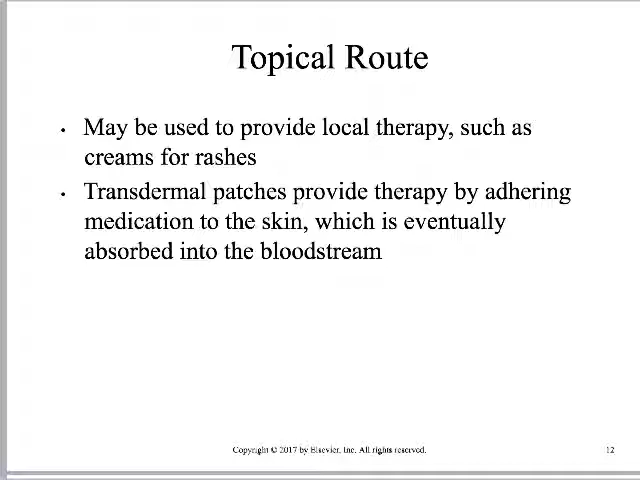 Topical Route
• May be used to provide local therapy, such as
creams for rashes
• Transdermal patches provide therapy by adhering
medication to the skin, which is eventually
absorbed into the bloodstream
Copyright © 2017 by Elsevier, Inc. All rights reserved.
12